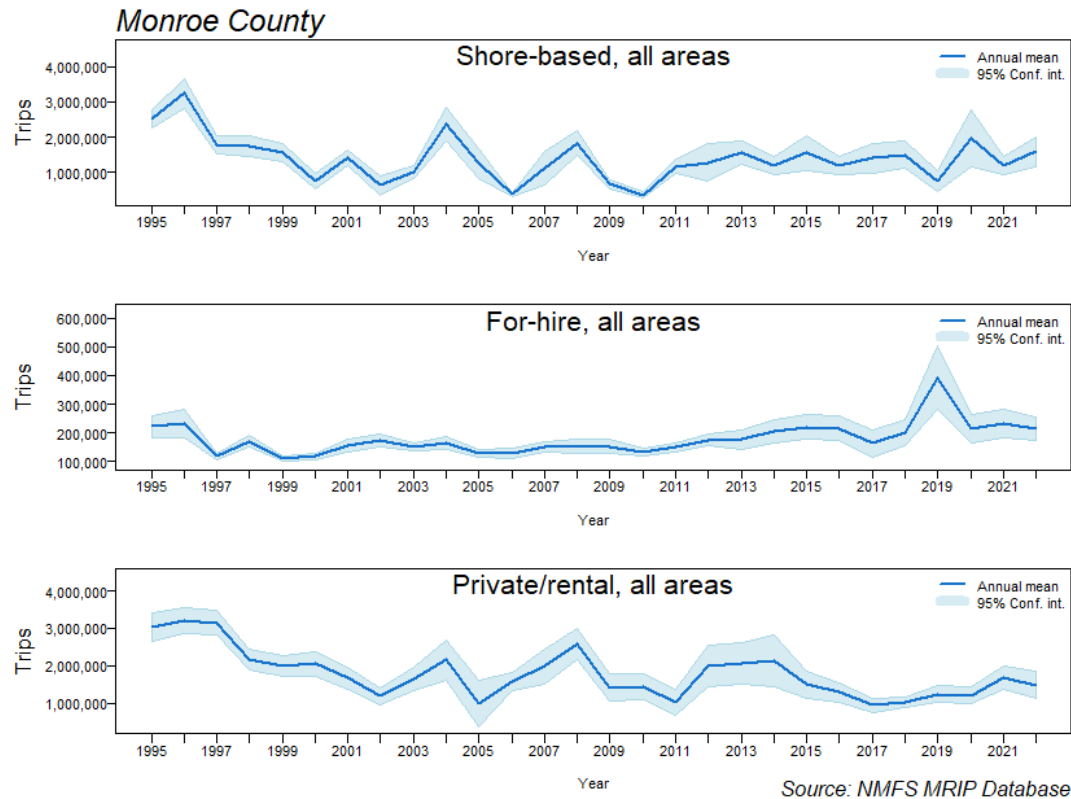 Monroe County
Shore-based, all areas
Annual mean
95% Conf. int.
Trips
4,000,000
3,000,000
2,000,000
1,000,000
1995 1997 1999 2001 2003 2005 2007 2009 2011 2013 2015 2017 2019 2021
Year
For-hire, all areas
Annual mean
95% Conf. int.
Trips
600,000
500,000
400,000
300,000
200,000
100,000
1995 1997 1999 2001 2003 2005 2007 2009 2011 2013 2015 2017 2019 2021
Year
Private/rental, all areas
Annual mean
95% Conf. int.
Trips
4,000,000
3,000,000
2,000,000
1,000,000
1995 1997 1999 2001 2003 2005 2007 2009 2011 2013 2015 2017 2019 2021
Year
Source: NMFS MRIP Database